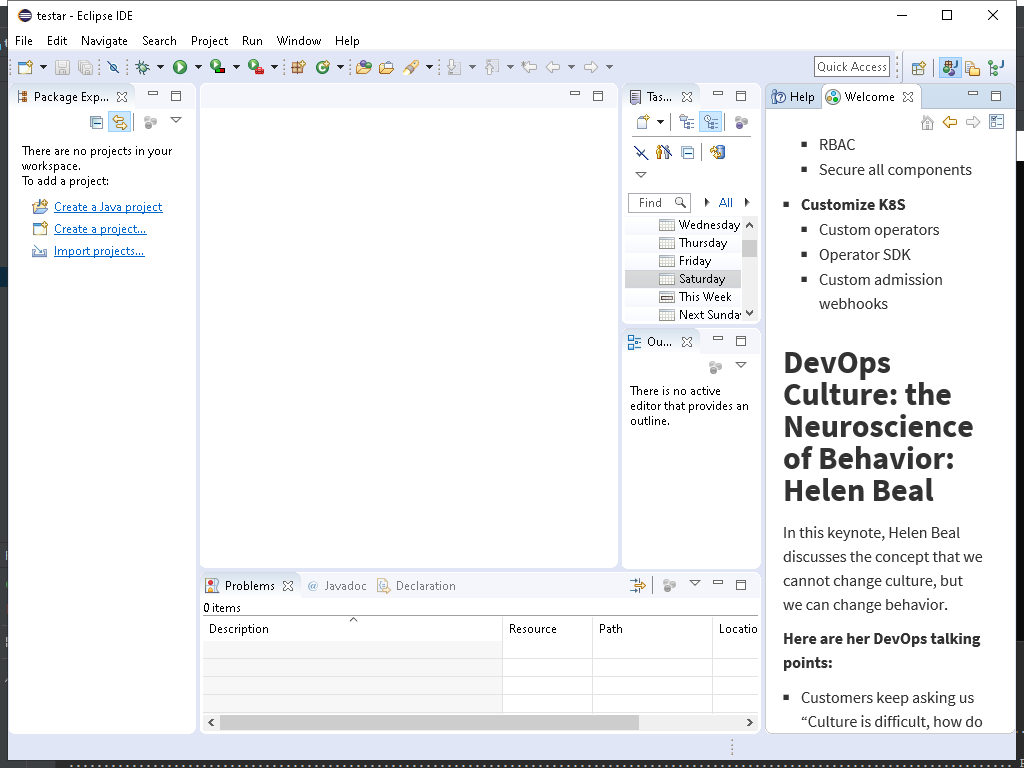 testar - Eclipse IDE
File Edit Navigate Search Project Run Window Help
Quick Access
Package Exp...
There are no projects in your
workspace.
To add a project:
Create a Java project
Create a project...
Import projects...
Tas...
Find
All
Wednesday
Thursday
Friday
Saturday
This Week
Next Sunda
Ou...
There is no active
editor that provides an
outline.
Problems @ Javadoc Declaration
0 items
Description Resource Path Locatio
Help Welcome
RBAC
Secure all components
Customize K8S
Custom operators
Operator SDK
Custom admission
webhooks
DevOps
Culture: the
Neuroscience
of Behavior:
Helen Beal
In this keynote, Helen Beal
discusses the concept that we
cannot change culture, but
we can change behavior.
Here are her DevOps talking
points:
Customers keep asking us
“Culture is difficult, how do